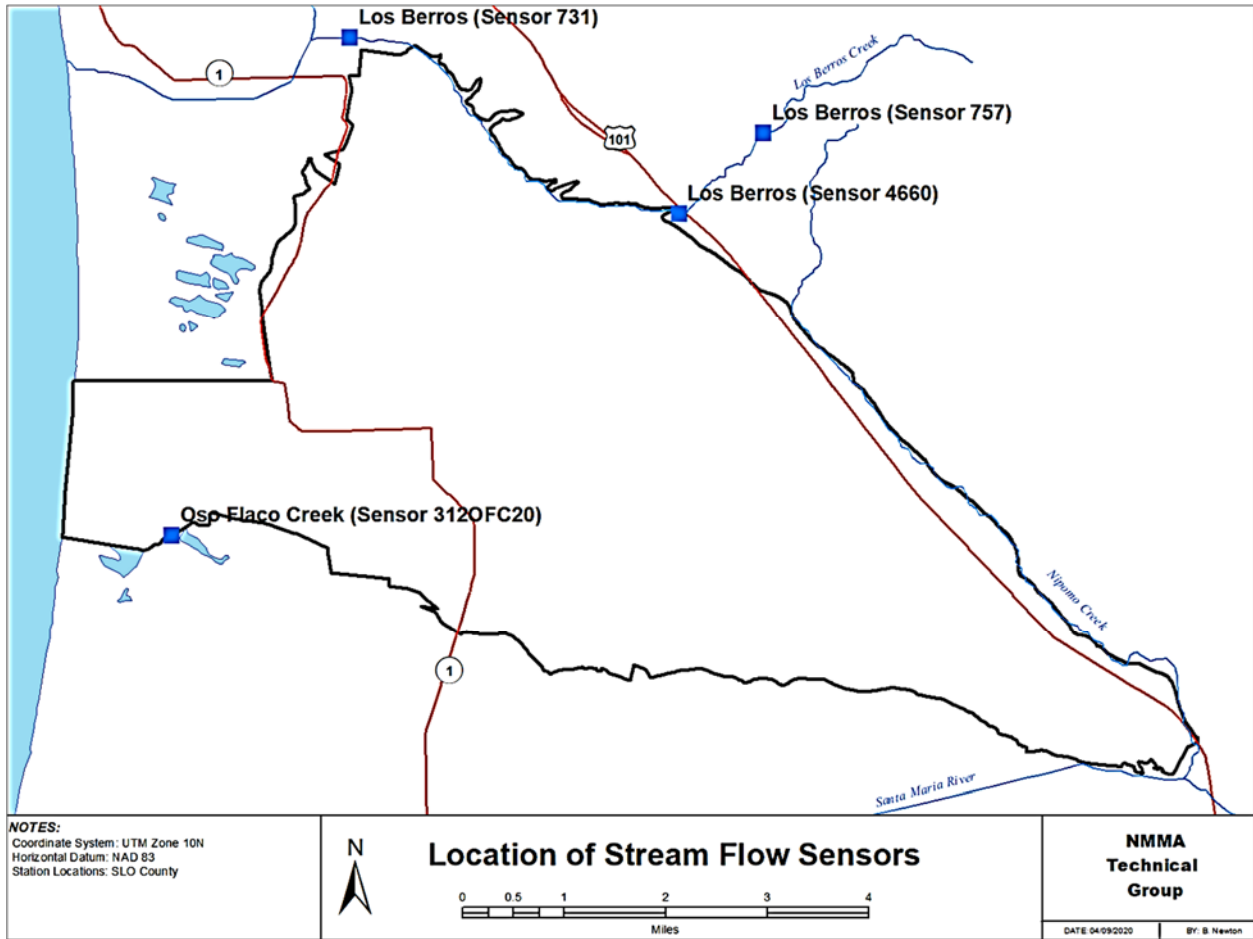 Los Berros (Sensor 731)
1
Los Berros Creek
Los Berros (Sensor 757)
101
Los Berros (Sensor 4660)
Oso Flaco Creek (Sensor 312OFC20)
Nipomo Creek
1
Santa Maria River
NOTES:
Coordinate System: UTM Zone 10N
Horizontal Datum: NAD 83
Station Locations: SLO County
N
Location of Stream Flow Sensors
0 0.5 1 2 3 4
Miles
NMMA
Technical
Group
DATE: 04/09/2020 BY: B. Newton